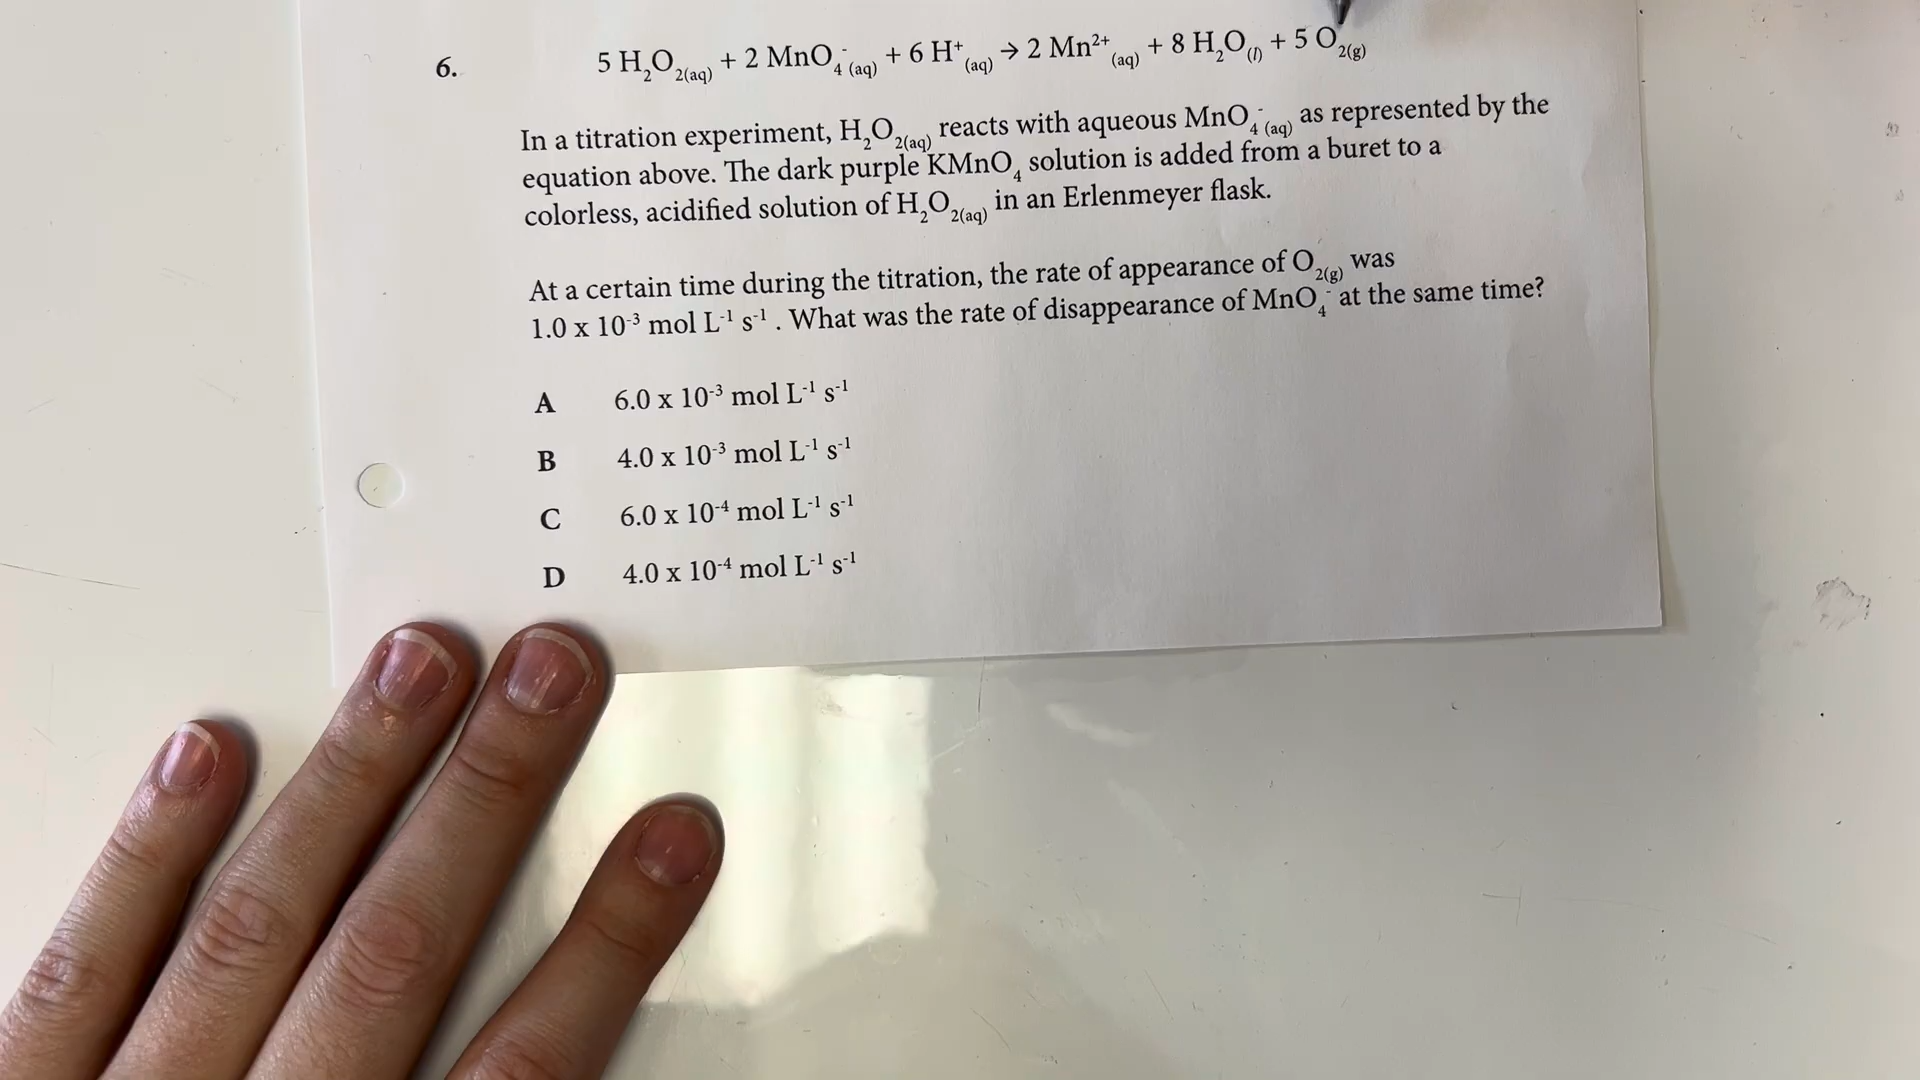 6. 5 H₂O₂(aq) + 2 MnO₄⁻(aq) + 6 H⁺(aq) → 2 Mn²⁺(aq) + 8 H₂O(l) + 5 O₂(g)
In a titration experiment, H₂O₂(aq) reacts with aqueous MnO₄⁻(aq) as represented by the
equation above. The dark purple KMnO₄ solution is added from a buret to a
colorless, acidified solution of H₂O₂(aq) in an Erlenmeyer flask.
At a certain time during the titration, the rate of appearance of O₂(g) was
1.0 x 10⁻³ mol L⁻¹ s⁻¹ . What was the rate of disappearance of MnO₄⁻ at the same time?
A 6.0 x 10⁻³ mol L⁻¹ s⁻¹
B 4.0 x 10⁻³ mol L⁻¹ s⁻¹
C 6.0 x 10⁻⁴ mol L⁻¹ s⁻¹
D 4.0 x 10⁻⁴ mol L⁻¹ s⁻¹